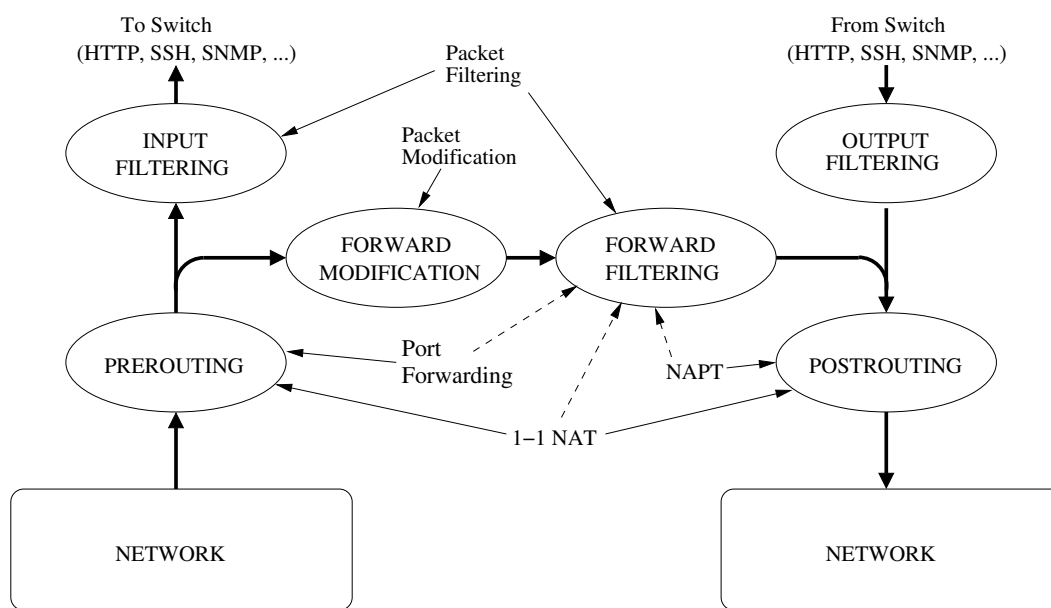 To Switch
(HTTP, SSH, SNMP, ...)
From Switch
(HTTP, SSH, SNMP, ...)
Packet
Filtering
INPUT
FILTERING
Packet
Modification
OUTPUT
FILTERING
FORWARD
MODIFICATION
FORWARD
FILTERING
PREROUTING
Port
Forwarding
NAPT
POSTROUTING
1−1 NAT
NETWORK
NETWORK